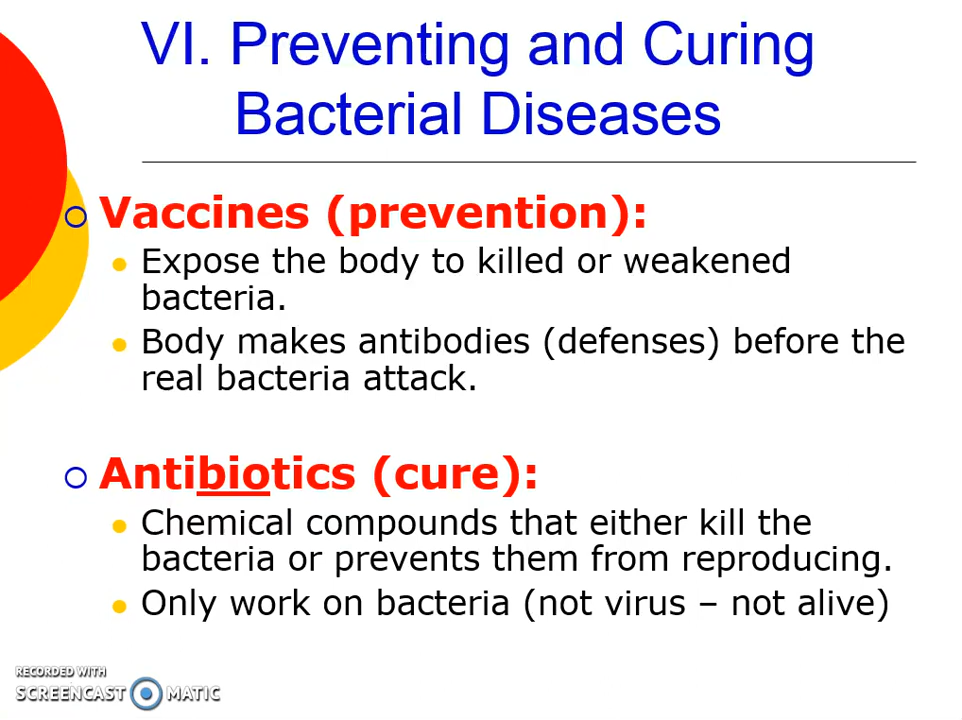 VI. Preventing and Curing
Bacterial Diseases
Vaccines (prevention):
Expose the body to killed or weakened
bacteria.
Body makes antibodies (defenses) before the
real bacteria attack.
Antibiotics (cure):
Chemical compounds that either kill the
bacteria or prevents them from reproducing.
Only work on bacteria (not virus – not alive)
RECORDED WITH
SCREENCAST MATIC